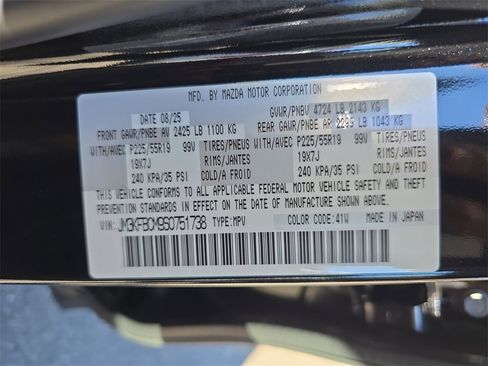 MFD. BY MAZDA MOTOR CORPORATION
DATE 08/25 GVWR/PNBV 4724 LB 2143 KG
FRONT GAWR/PNBE AV 2425 LB 1100 KG REAR GAWR/PNBE AR LB 1043 KG
WITH/AVEC P225/55R19 99V TIRES/PNEUS WITH/AVEC P225/55R19 99V TIRES/PNEUS
19X7J RIMS/JANTES 19X7J RIMS/JANTES
240 KPA/35 PSI COLD/A FROID 240 KPA/35 PSI COLD/A FROID
THIS VEHICLE CONFORMS TO ALL APPLICABLE FEDERAL MOTOR VEHICLE SAFETY AND THEFT
PREVENTION STANDARDS IN EFFECT ON THE DATE OF MANUFACTURE SHOWN ABOVE.
VIN: JM3KFBCM9S0751738 TYPE:MPV COLOR CODE:41W MADE IN JAPAN